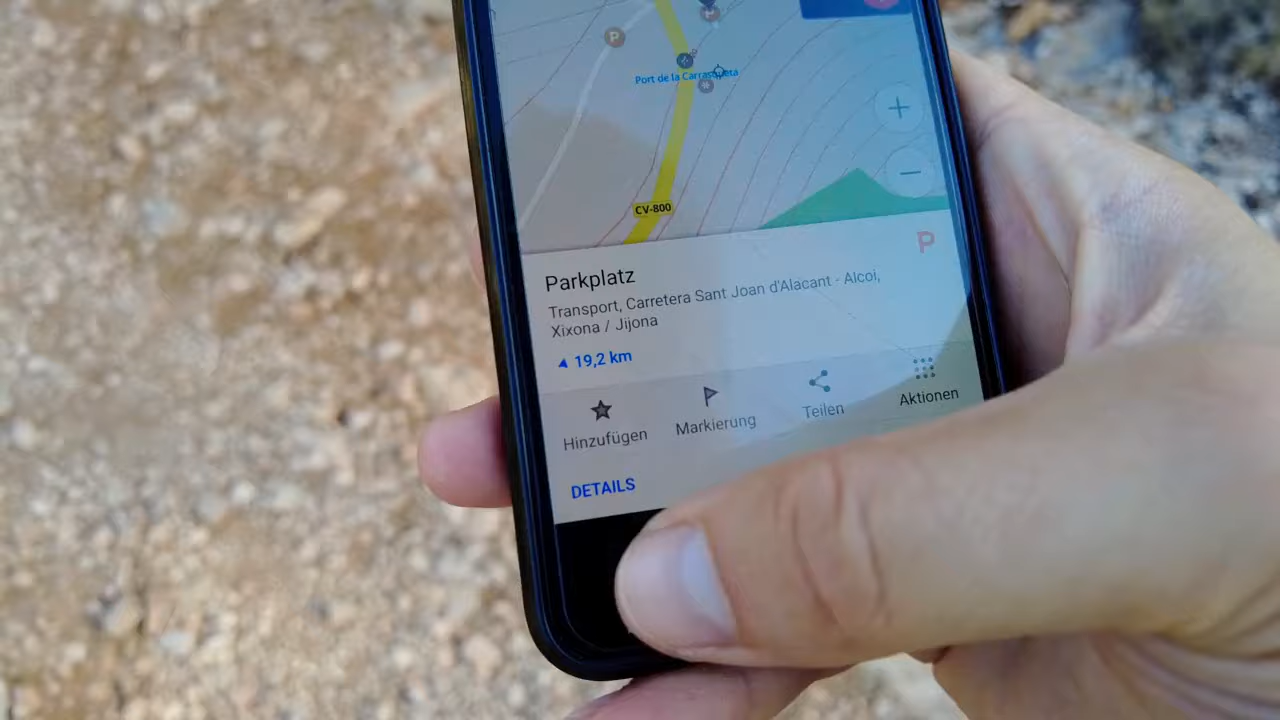 P
Port de la Carrasqueta
CV-800
P
Parkplatz
Transport, Carretera Sant Joan d'Alacant - Alcoi,
Xixona / Jijona
19,2 km
Hinzufügen
Markierung
Teilen
Aktionen
DETAILS